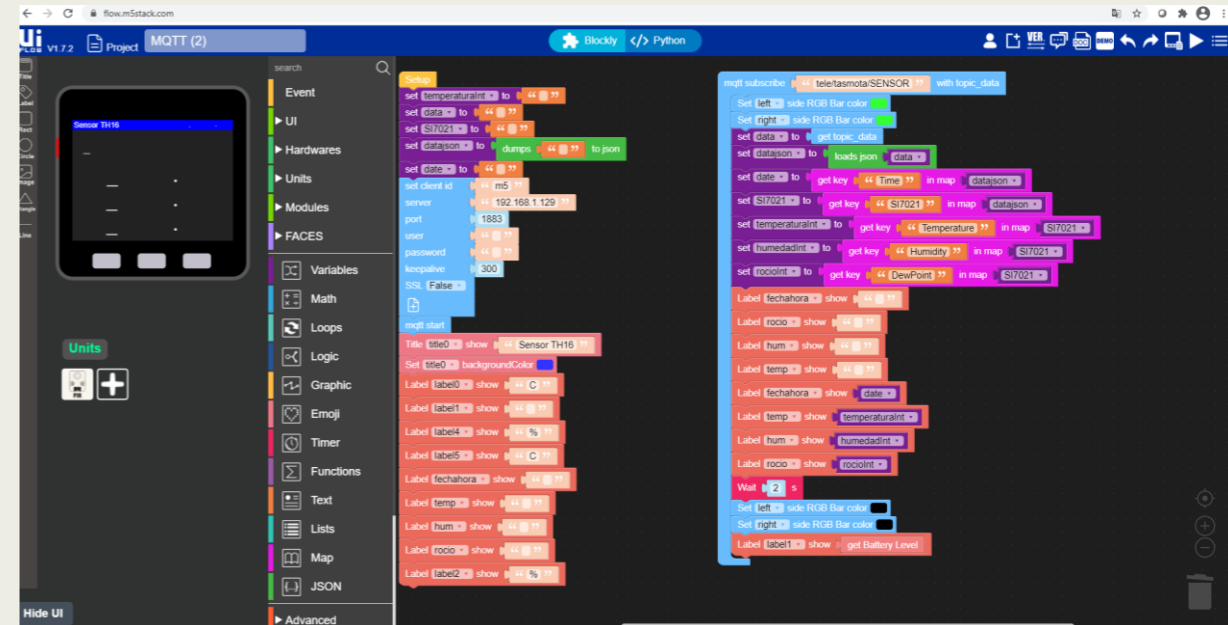 flow.m5stack.com
UiFLOW V1.7.2 Project MQTT (2) Blockly </> Python VER. DOC DEMO
Title
Label
Rect
Circle
Image
Line
Sensor TH16
Units
Hide UI
search
Event
UI
Hardwares
Units
Modules
FACES
Variables
Math
Loops
Logic
Graphic
Emoji
Timer
Functions
Text
Lists
Map
JSON
Advanced
Setup
set temperaturaInt to “ ”
set data to “ ”
set SI7021 to “ ”
set datajson to dumps “ ” to json
set date to “ ”
set client id “ m5 ”
server “ 192.168.1.129 ”
port 1883
user “ ”
password “ ”
keepalive 300
SSL False
mqtt start
Title title0 show “ Sensor TH16 ”
Set title0 backgroundColor
Label label0 show “ C ”
Label label1 show “ ”
Label label4 show “ % ”
Label label5 show “ C ”
Label fechahora show “ ”
Label temp show “ ”
Label hum show “ ”
Label rocio show “ ”
Label label2 show “ % ”
mqtt subscribe “ tele/tasmota/SENSOR ” with topic_data
Set left side RGB Bar color
Set right side RGB Bar color
set data to get topic_data
set datajson to loads json data
set date to get key “ Time ” in map datajson
set SI7021 to get key “ SI7021 ” in map datajson
set temperaturaInt to get key “ Temperature ” in map SI7021
set humedadInt to get key “ Humidity ” in map SI7021
set rocioInt to get key “ DewPoint ” in map SI7021
Label fechahora show “ ”
Label rocio show “ ”
Label hum show “ ”
Label temp show “ ”
Label fechahora show date
Label temp show temperaturaInt
Label hum show humedadInt
Label rocio show rocioInt
Wait 2 s
Set left side RGB Bar color
Set right side RGB Bar color
Label label1 show get Battery Level